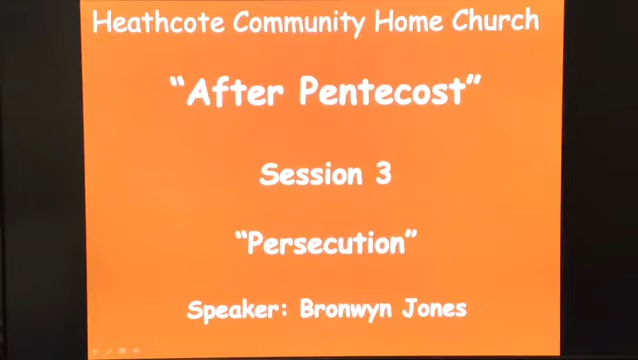 Heathcote Community Home Church
“After Pentecost”
Session 3
“Persecution”
Speaker: Bronwyn Jones